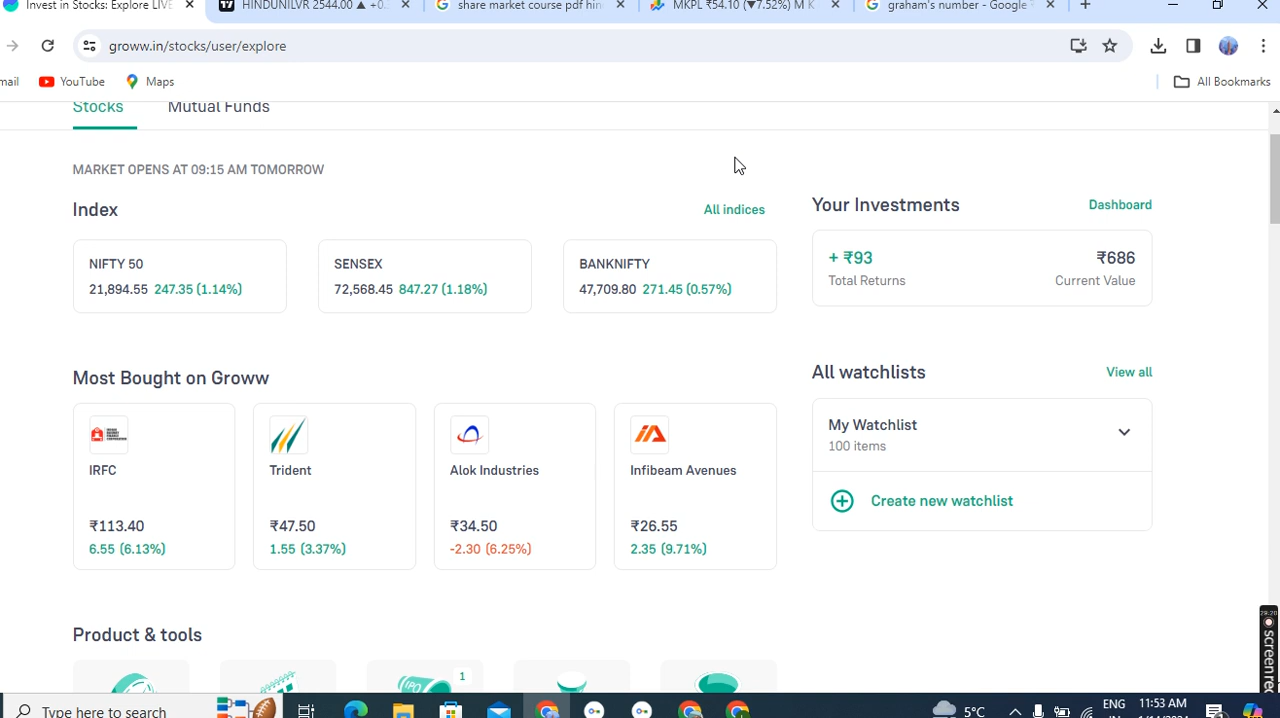 Invest in Stocks: Explore LIVE
HINDUNILVR 2544.00 ▲ +0.
share market course pdf hin
MKPL ₹54.10 (▼7.52%) M K
graham's number - Google
groww.in/stocks/user/explore
mail
YouTube
Maps
All Bookmarks
Stocks
Mutual Funds
MARKET OPENS AT 09:15 AM TOMORROW
Index
All indices
NIFTY 50
21,894.55 247.35 (1.14%)
SENSEX
72,568.45 847.27 (1.18%)
BANKNIFTY
47,709.80 271.45 (0.57%)
Your Investments
Dashboard
+ ₹93
₹686
Total Returns
Current Value
Most Bought on Groww
IRFC
₹113.40
6.55 (6.13%)
Trident
₹47.50
1.55 (3.37%)
Alok Industries
₹34.50
-2.30 (6.25%)
Infibeam Avenues
₹26.55
2.35 (9.71%)
All watchlists
View all
My Watchlist
100 items
Create new watchlist
Product & tools
IPO
1
screen rec
Type here to search
5°C
ENG
11:53 AM